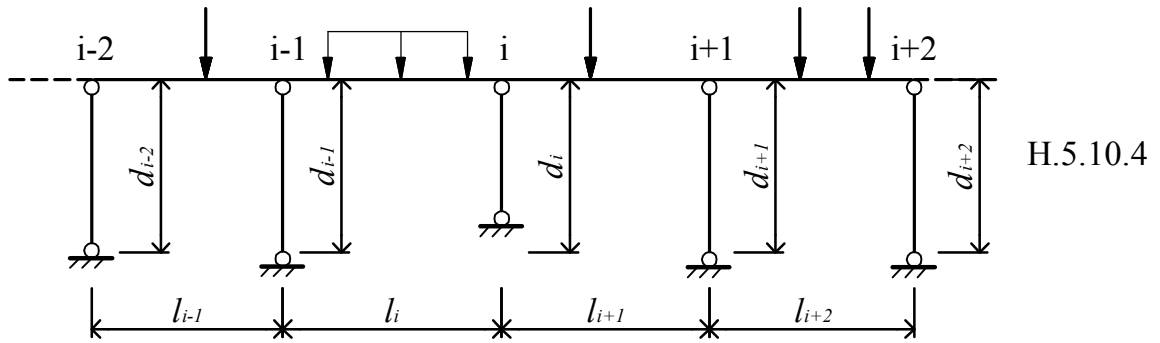 i-2 i-1 i i+1 i+2
d_{i-2} d_{i-1} d_i d_{i+1} d_{i+2}
H.5.10.4
l_{i-1} l_i l_{i+1} l_{i+2}